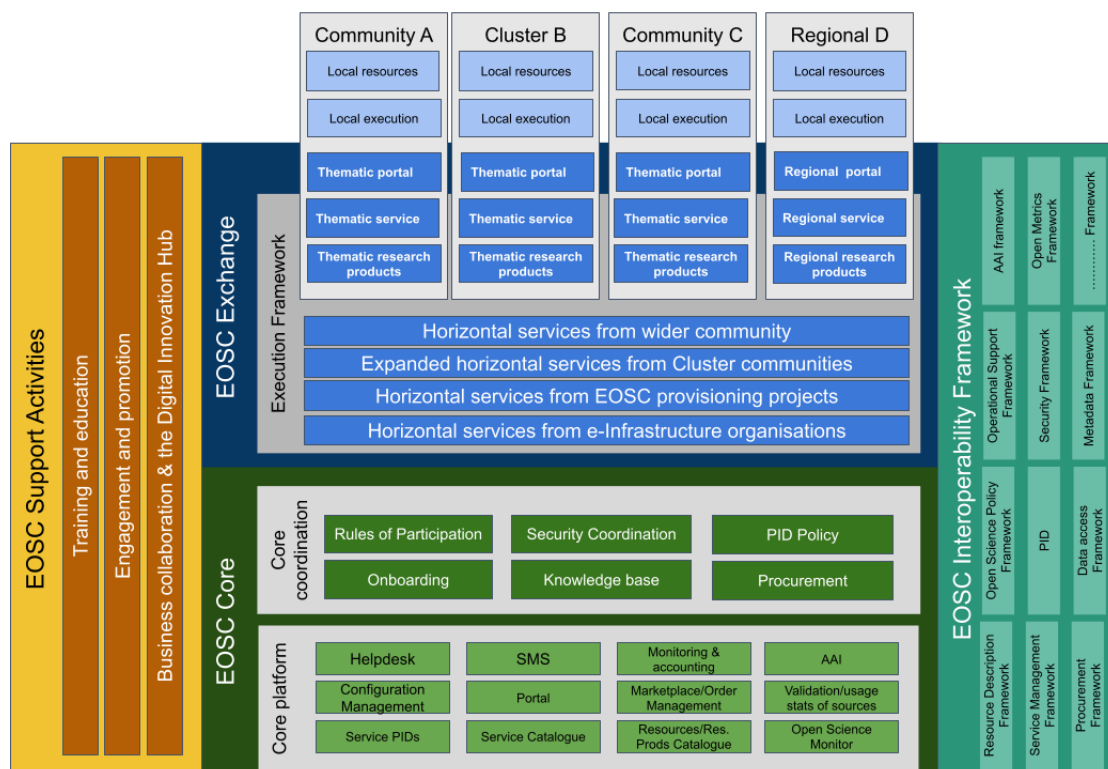 Community A
Cluster B
Community C
Regional D
Local resources
Local resources
Local resources
Local resources
Local execution
Local execution
Local execution
Local execution
Thematic portal
Thematic portal
Thematic portal
Regional portal
Thematic service
Thematic service
Thematic service
Regional service
Thematic research
products
Thematic research
products
Thematic research
products
Regional research
products
EOSC Exchange
Execution Framework
Horizontal services from wider community
Expanded horizontal services from Cluster communities
Horizontal services from EOSC provisioning projects
Horizontal services from e-Infrastructure organisations
EOSC Support Activities
Training and education
Engagement and promotion
Business collaboration & the Digital Innovation Hub
EOSC Core
Core
coordination
Rules of Participation
Security Coordination
PID Policy
Onboarding
Knowledge base
Procurement
Core platform
Helpdesk
SMS
Monitoring &
accounting
AAI
Configuration
Management
Portal
Marketplace/Order
Management
Validation/usage
stats of sources
Service PIDs
Service Catalogue
Resources/Res.
Prods Catalogue
Open Science
Monitor
EOSC Interoperability Framework
AAI framework
Open Metrics
Framework
........... Framework
Operational Support
Framework
Security Framework
Metadata Framework
Open Science Policy
Framework
PID
Data access
Framework
Resource Description
Framework
Service Management
Framework
Procurement
Framework